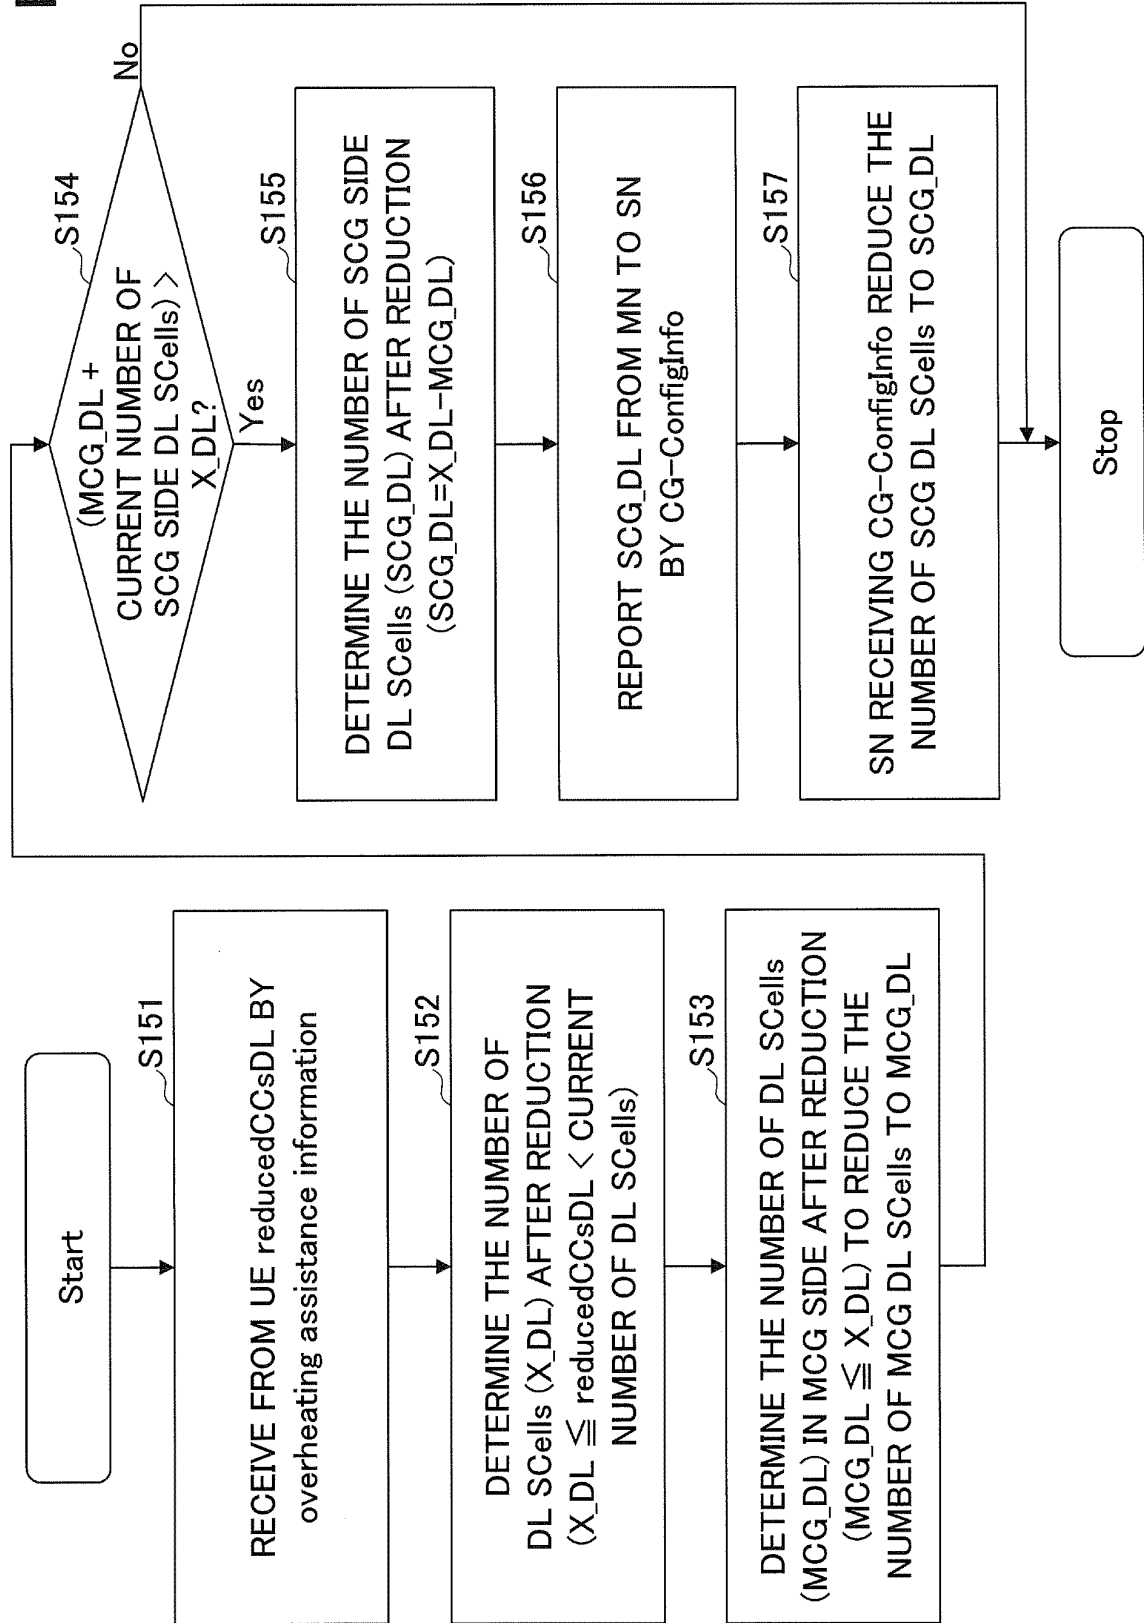 Start
S151
RECEIVE FROM UE reducedCCsDL BY
overheating assistance information
S152
DETERMINE THE NUMBER OF
DL SCells (X_DL) AFTER REDUCTION
(X_DL ≦ reducedCCsDL < CURRENT
NUMBER OF DL SCells)
S153
DETERMINE THE NUMBER OF DL SCells
(MCG_DL) IN MCG SIDE AFTER REDUCTION
(MCG_DL ≦ X_DL) TO REDUCE THE
NUMBER OF MCG DL SCells TO MCG_DL
S154
(MCG_DL +
CURRENT NUMBER OF
SCG SIDE DL SCells) >
X_DL?
No
Yes
S155
DETERMINE THE NUMBER OF SCG SIDE
DL SCells (SCG_DL) AFTER REDUCTION
(SCG_DL=X_DL-MCG_DL)
S156
REPORT SCG_DL FROM MN TO SN
BY CG-ConfigInfo
S157
SN RECEIVING CG-ConfigInfo REDUCE THE
NUMBER OF SCG DL SCells TO SCG_DL
Stop